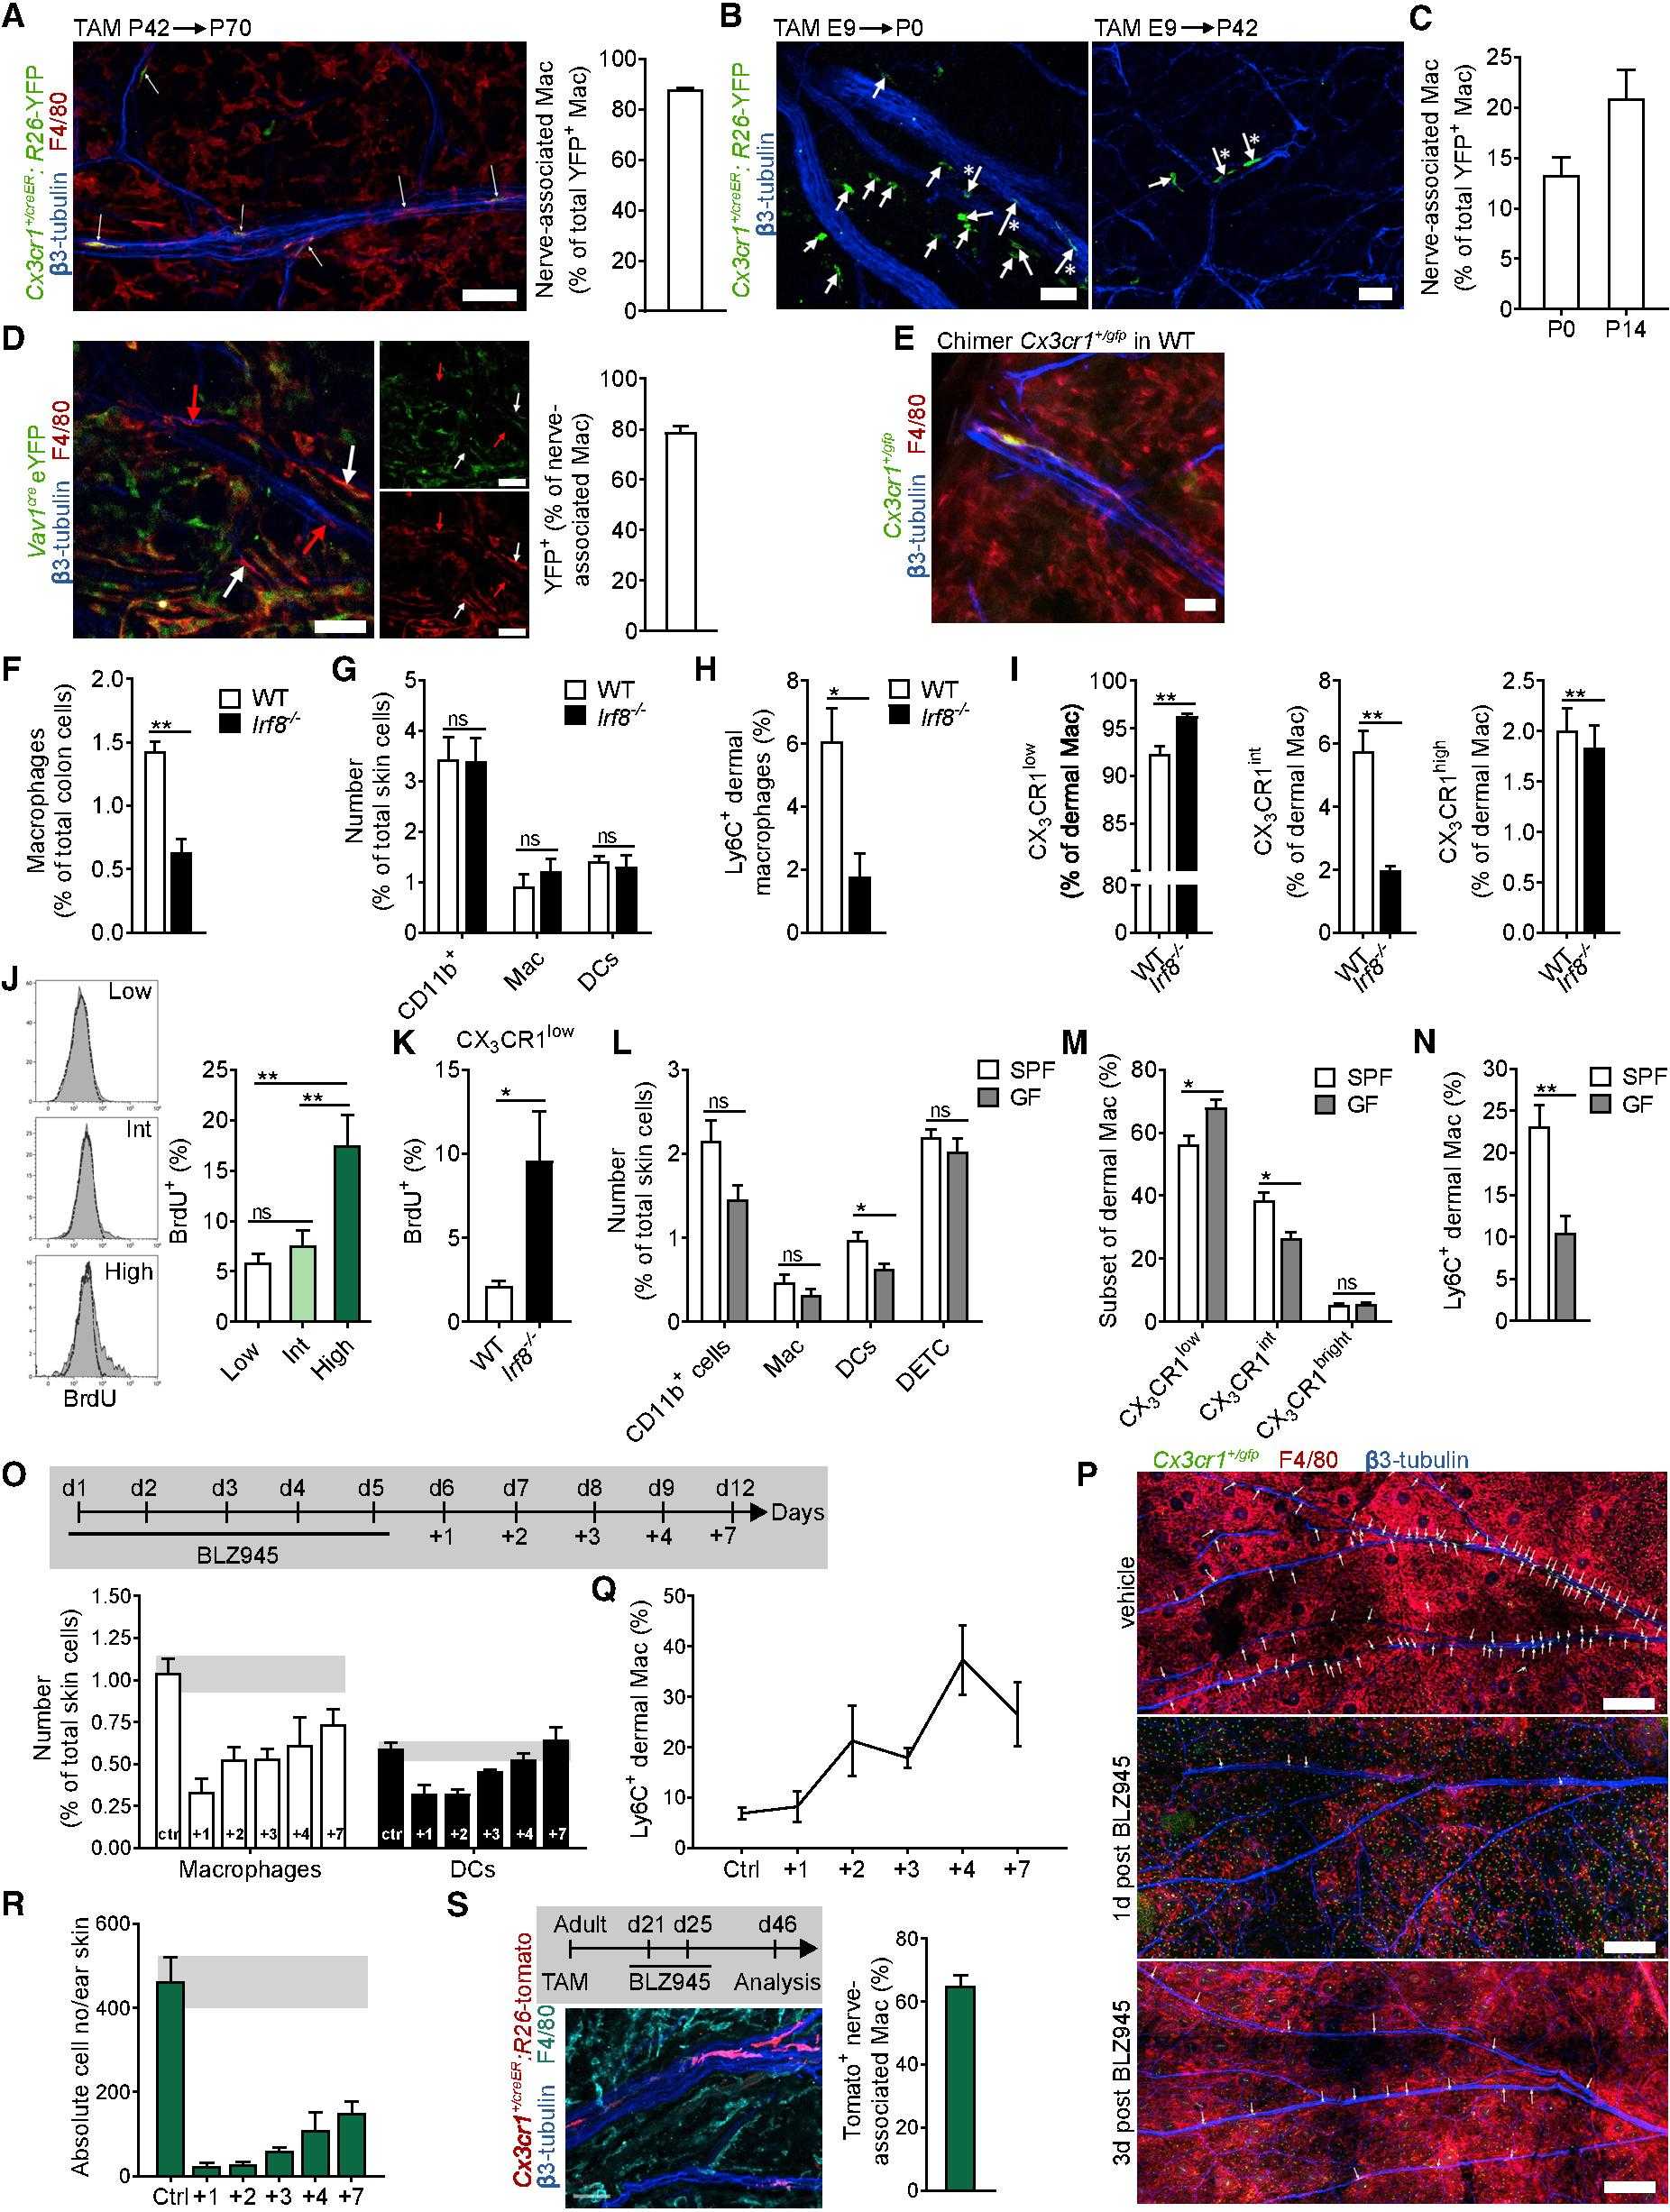 A
TAM P42→P70
Cx3cr1+/creER: R26-YFP
β3-tubulin F4/80
Nerve-associated Mac
(% of total YFP+ Mac)
100
80
60
40
20
0
B
TAM E9→P0
TAM E9→P42
Cx3cr1+/creER: R26-YFP
β3-tubulin
*
*
*
*
*
C
Nerve-associated Mac
(% of total YFP+ Mac)
25
20
15
10
5
0
P0 P14
D
Vav1cre eYFP
β3-tubulin F4/80
YFP+ (% of nerve-
associated Mac)
100
80
60
40
20
0
E
Chimer Cx3cr1+/gfp in WT
Cx3cr1+/gfp
β3-tubulin F4/80
F
Macrophages
(% of total colon cells)
2.0
1.5
1.0
0.5
0.0
**
WT
Irf8-/-
G
Number
(% of total skin cells)
5
4
3
2
1
0
ns
ns
ns
WT
Irf8-/-
CD11b+
Mac
DCs
H
Ly6C+ dermal
macrophages (%)
8
6
4
2
0
*
WT
Irf8-/-
I
CX3CR1low
(% of dermal Mac)
100
95
90
85
80
0
**
WT
Irf8-/-
CX3CR1int
(% of dermal Mac)
8
6
4
2
0
**
WT
Irf8-/-
CX3CR1high
(% of dermal Mac)
2.5
2.0
1.5
1.0
0.5
0.0
**
WT
Irf8-/-
J
Low
Int
High
BrdU
BrdU+ (%)
25
20
15
10
5
0
**
**
ns
Low
Int
High
K
CX3CR1low
BrdU+ (%)
15
10
5
0
*
WT
Irf8-/-
L
Number
(% of total skin cells)
3
2
1
0
ns
ns
*
ns
SPF
GF
CD11b+ cells
Mac
DCs
DETC
M
Subset of dermal Mac (%)
80
60
40
20
0
*
*
ns
SPF
GF
CX3CR1low
CX3CR1int
CX3CR1bright
N
Ly6C+ dermal Mac (%)
30
25
20
15
10
5
0
**
SPF
GF
O
d1 d2 d3 d4 d5 d6 d7 d8 d9 d12
Days
+1 +2 +3 +4 +7
BLZ945
Number
(% of total skin cells)
1.50
1.25
1.00
0.75
0.50
0.25
0.00
ctr +1 +2 +3 +4 +7
ctr +1 +2 +3 +4 +7
Macrophages DCs
P
Cx3cr1+/gfp F4/80 β3-tubulin
vehicle
1d post BLZ945
3d post BLZ945
Q
Ly6C+ dermal Mac (%)
50
40
30
20
10
0
Ctrl +1 +2 +3 +4 +7
R
Absolute cell no/ear skin
600
400
200
0
Ctrl +1 +2 +3 +4 +7
S
Adult d21 d25 d46
TAM BLZ945 Analysis
Cx3cr1+/creER:R26-tomato
β3-tubulin F4/80
Tomato+ nerve-
associated Mac (%)
80
60
40
20
0